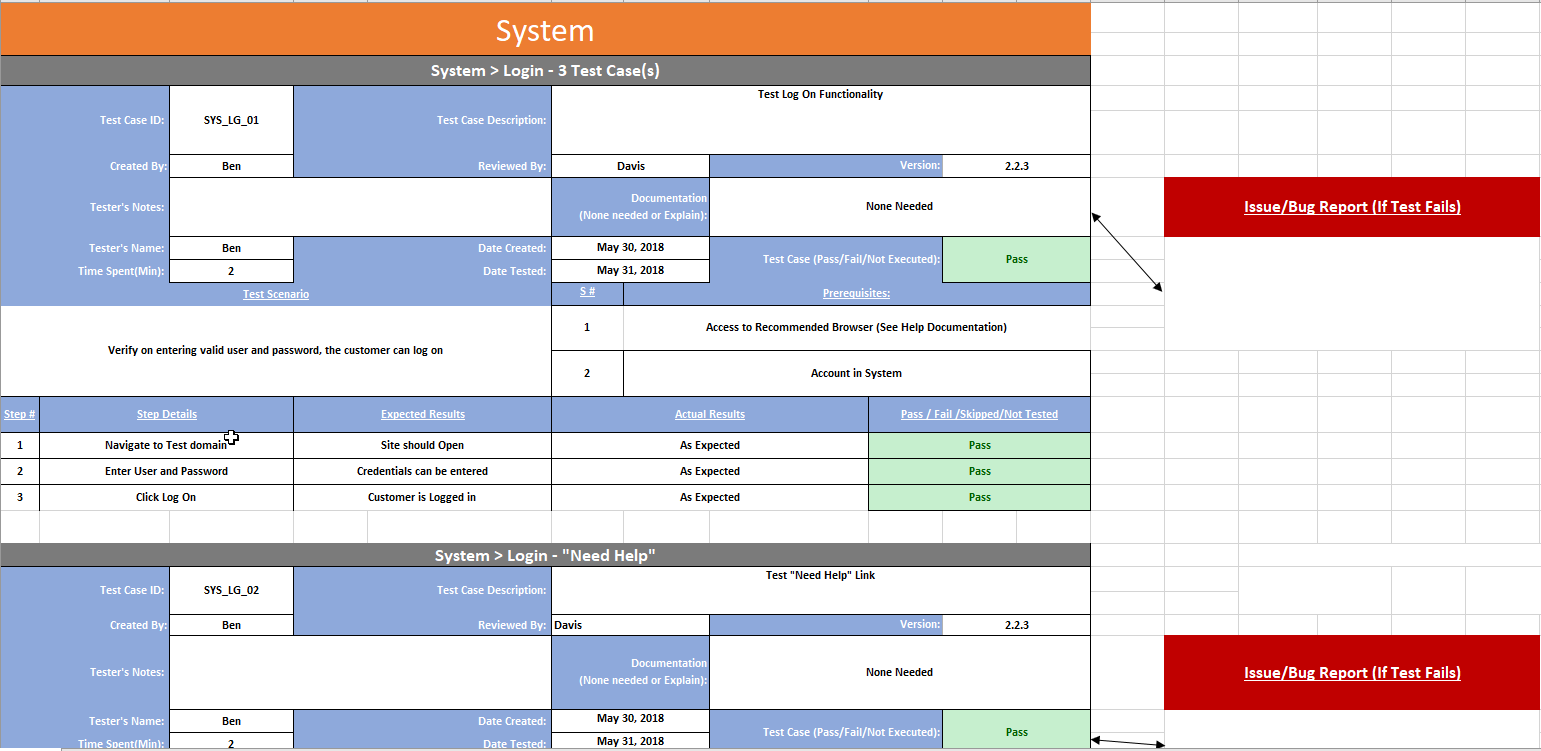 System
System > Login - 3 Test Case(s)
Test Case ID: SYS_LG_01 Test Case Description: Test Log On Functionality
Created By: Ben Reviewed By: Davis Version: 2.2.3
Tester's Notes: Documentation
(None needed or Explain): None Needed
Issue/Bug Report (If Test Fails)
Tester's Name: Ben Date Created: May 30, 2018
Test Case (Pass/Fail/Not Executed): Pass
Time Spent(Min): 2 Date Tested: May 31, 2018
Test Scenario S # Prerequisites:
1 Access to Recommended Browser (See Help Documentation)
Verify on entering valid user and password, the customer can log on
2 Account in System
Step # Step Details Expected Results Actual Results Pass / Fail /Skipped/Not Tested
1 Navigate to Test domain Site should Open As Expected Pass
2 Enter User and Password Credentials can be entered As Expected Pass
3 Click Log On Customer is Logged in As Expected Pass
System > Login - "Need Help"
Test Case ID: SYS_LG_02 Test Case Description: Test "Need Help" Link
Created By: Ben Reviewed By: Davis Version: 2.2.3
Tester's Notes: Documentation
(None needed or Explain): None Needed
Issue/Bug Report (If Test Fails)
Tester's Name: Ben Date Created: May 30, 2018
Test Case (Pass/Fail/Not Executed): Pass
Time Spent(Min): 2 Date Tested: May 31, 2018